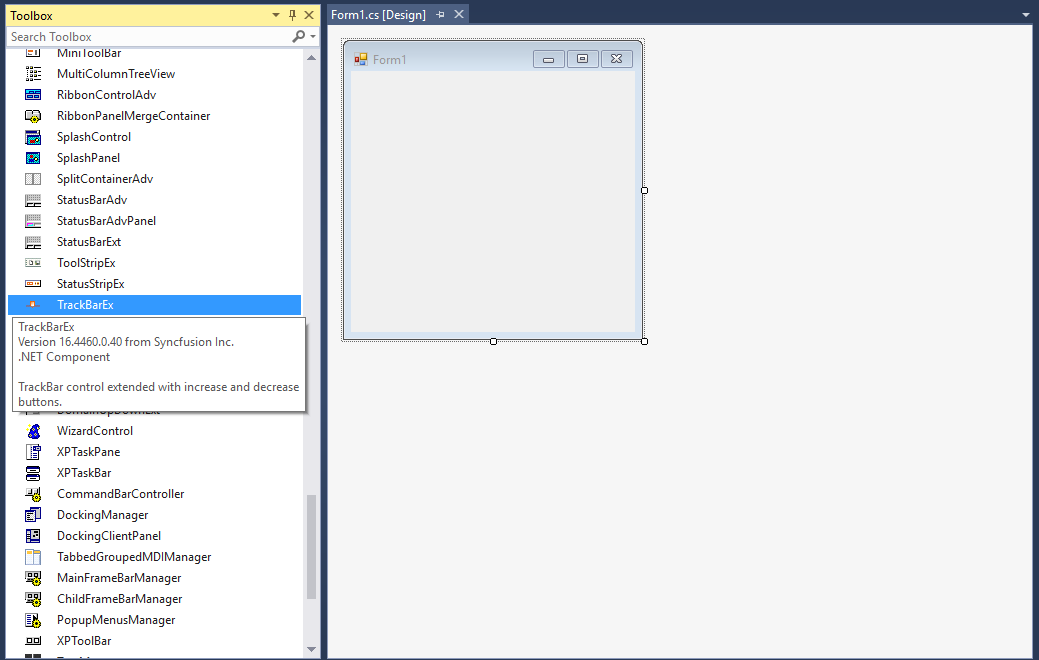 Toolbox
Search Toolbox
MiniToolBar
MultiColumnTreeView
RibbonControlAdv
RibbonPanelMergeContainer
SplashControl
SplashPanel
SplitContainerAdv
StatusBarAdv
StatusBarAdvPanel
StatusBarExt
ToolStripEx
StatusStripEx
TrackBarEx
TrackBarEx
Version 16.4460.0.40 from Syncfusion Inc.
.NET Component
TrackBar control extended with increase and decrease
buttons.
DomainUpDownExt
WizardControl
XPTaskPane
XPTaskBar
CommandBarController
DockingManager
DockingClientPanel
TabbedGroupedMDIManager
MainFrameBarManager
ChildFrameBarManager
PopupMenusManager
XPToolBar
Form1.cs [Design]
Form1